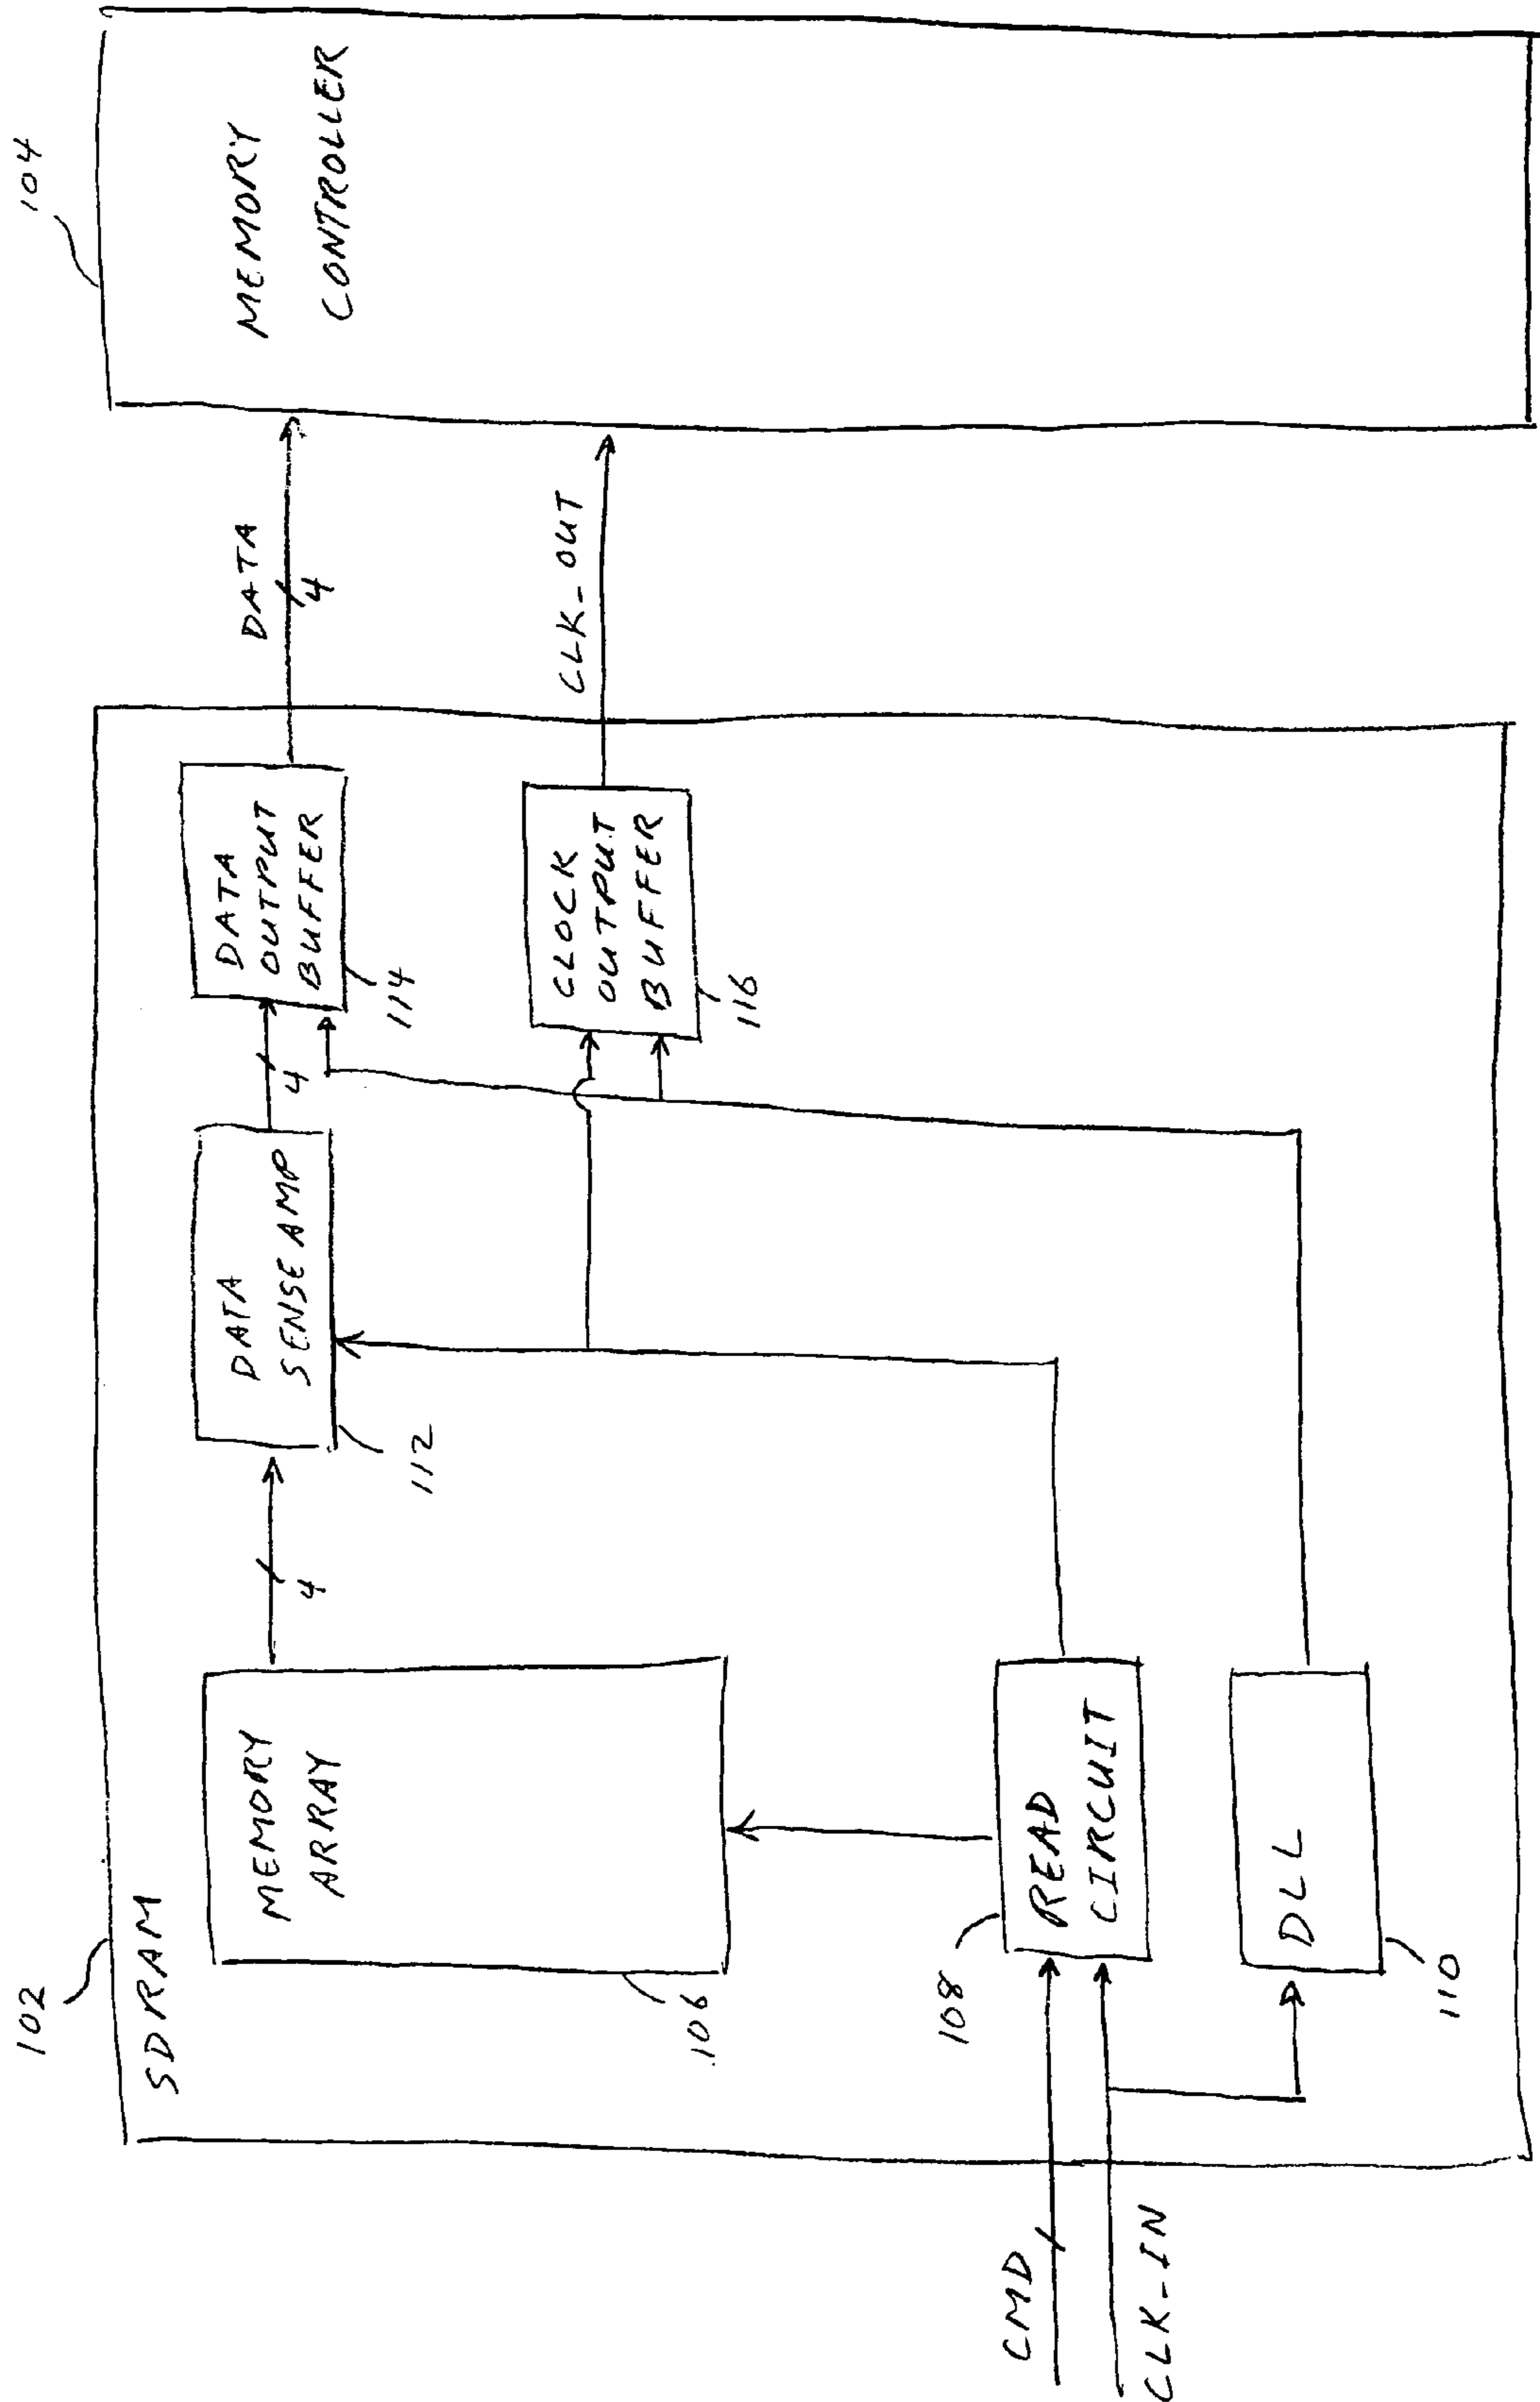 102
SDRAM
MEMORY
ARRAY
106
4
DATA
SENSE AMP
112
4
DATA
OUTPUT
BUFFER
114
DATA
4
104
MEMORY
CONTROLLER
CLOCK
OUTPUT
BUFFER
116
CLK_OUT
CMD
CLK_IN
108
READ
CIRCUIT
DLL
110